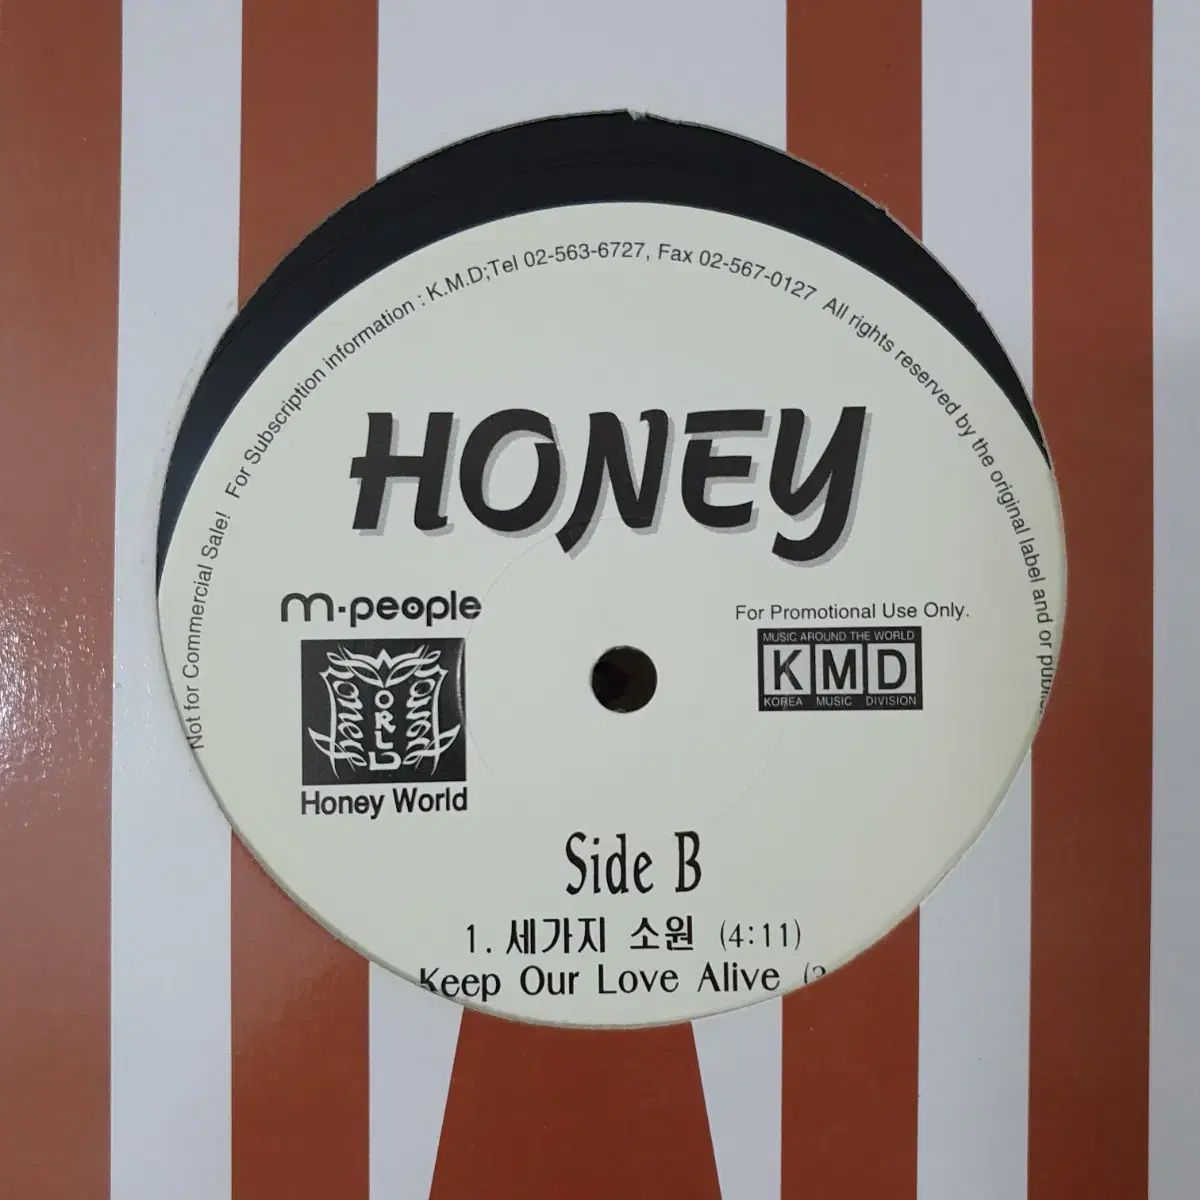 Not for Commercial Sale! For Subscription information : K.M.D;Tel 02-563-6727, Fax 02-567-0127 All rights reserved by the original label and or
HONEY
m·people
HONEY WORLD HONEY
Honey World
For Promotional Use Only.
MUSIC AROUND THE WORLD
KMD
KOREA MUSIC DIVISION
Side B
1. 세가지 소원 (4:11)
Keep Our Love Alive